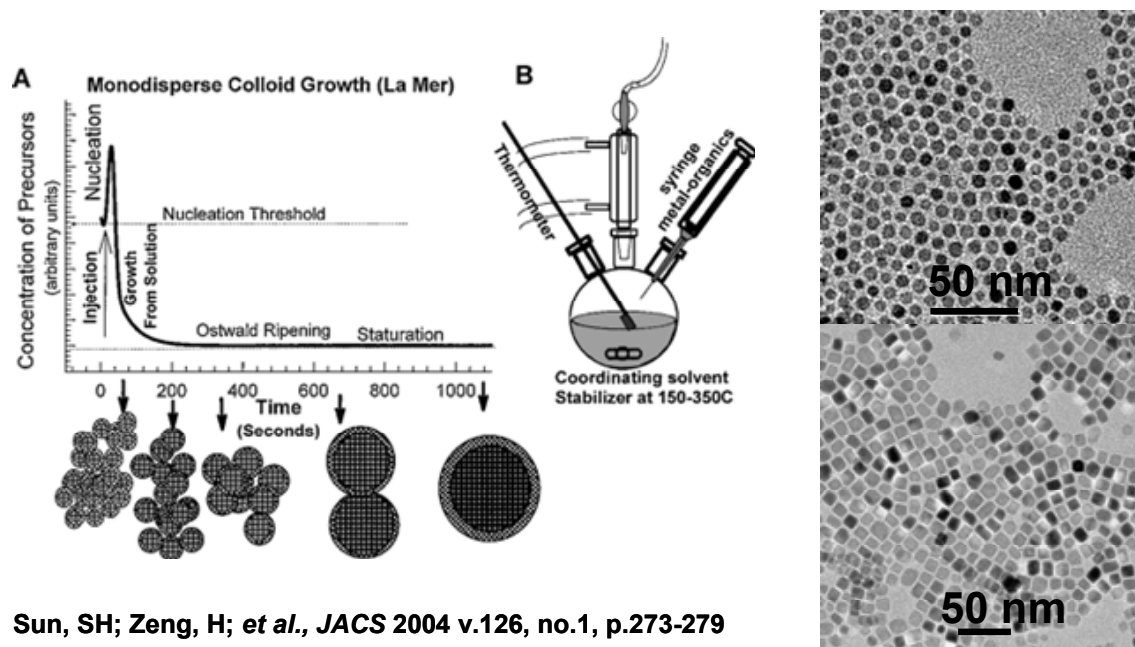 A
Monodisperse Colloid Growth (La Mer)
Concentration of Precursors
(arbitrary units)
Nucleation
Nucleation Threshold
Injection
Growth
From Solution
Ostwald Ripening
Staturation
0
200
400
600
800
1000
Time
(Seconds)
B
Thermometer
syringe
metal-organics
Coordinating solvent
Stabilizer at 150-350C
50 nm
50 nm
Sun, SH; Zeng, H; et al., JACS 2004 v.126, no.1, p.273-279